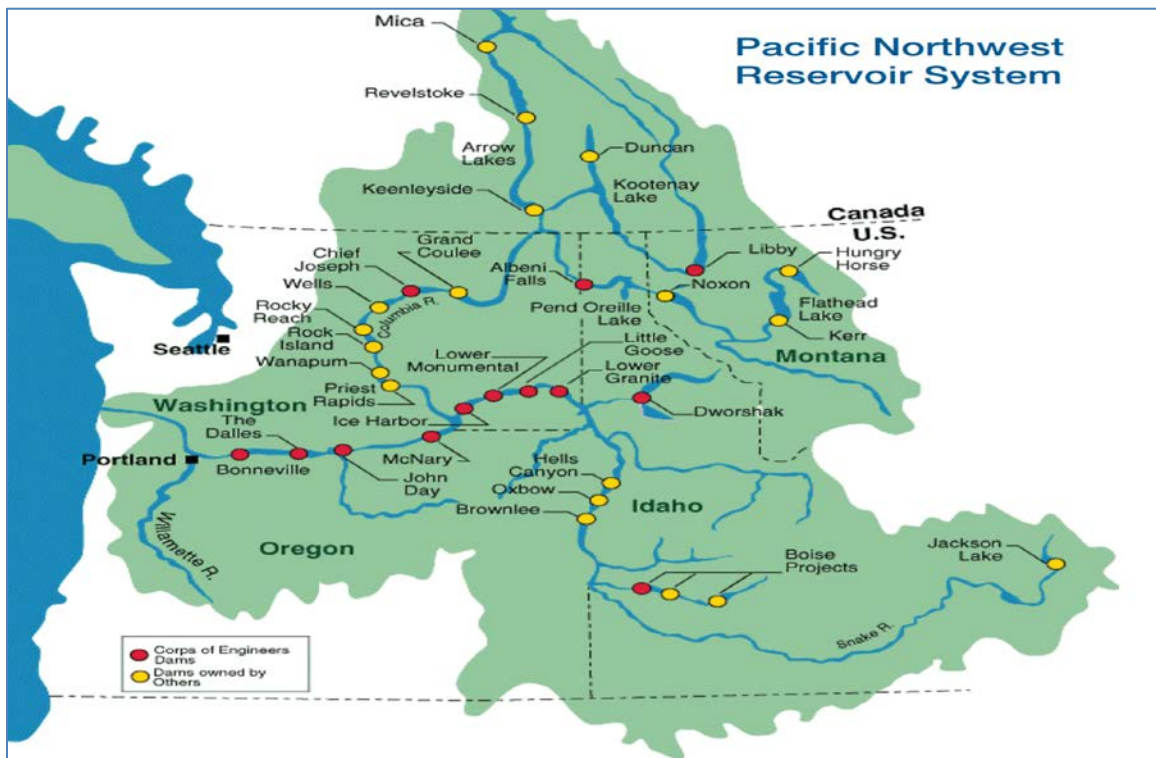 Pacific Northwest
Reservoir System
Mica
Revelstoke
Arrow
Lakes
Duncan
Kootenay
Lake
Keenleyside
Canada
U.S.
Grand
Coulee
Chief
Joseph
Albeni
Falls
Libby
Hungry
Horse
Noxon
Wells
Columbia R.
Pend Oreille
Lake
Flathead
Lake
Rocky
Reach
Kerr
Rock
Island
Little
Goose
Seattle
Lower
Monumental
Montana
Wanapum
Lower
Granite
Priest
Rapids
Washington
Dworshak
Ice Harbor
The
Dalles
Portland
Bonneville
McNary
John
Day
Hells
Canyon
Oxbow
Idaho
Brownlee
Willamette R.
Oregon
Boise
Projects
Jackson
Lake
Snake R.
Corps of Engineers
Dams
Dams owned by
Others